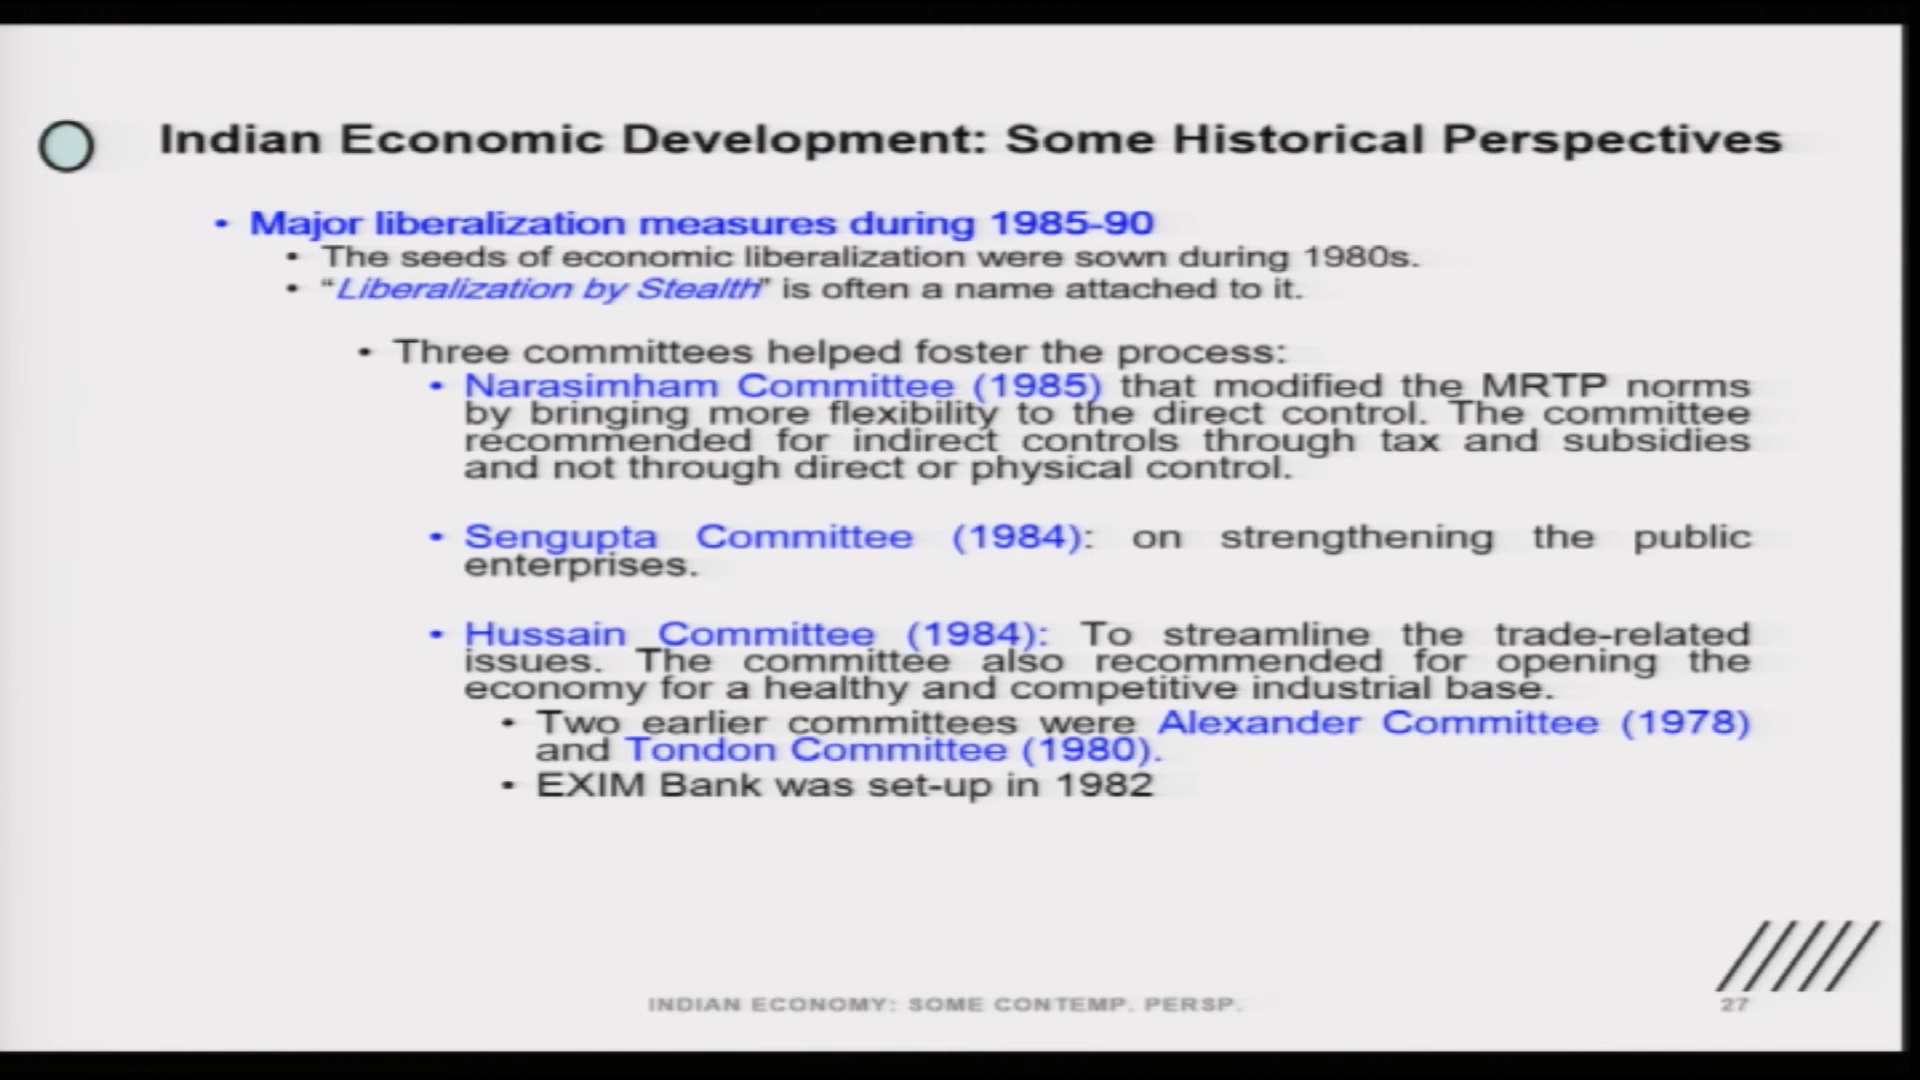 Indian Economic Development: Some Historical Perspectives
• Major liberalization measures during 1985-90
• The seeds of economic liberalization were sown during 1980s.
• “Liberalization by Stealth” is often a name attached to it.
• Three committees helped foster the process:
• Narasimham Committee (1985) that modified the MRTP norms
by bringing more flexibility to the direct control. The committee
recommended for indirect controls through tax and subsidies
and not through direct or physical control.
• Sengupta Committee (1984): on strengthening the public
enterprises.
• Hussain Committee (1984): To streamline the trade-related
issues. The committee also recommended for opening the
economy for a healthy and competitive industrial base.
• Two earlier committees were Alexander Committee (1978)
and Tondon Committee (1980).
• EXIM Bank was set-up in 1982
INDIAN ECONOMY: SOME CONTEMP. PERSP.
27